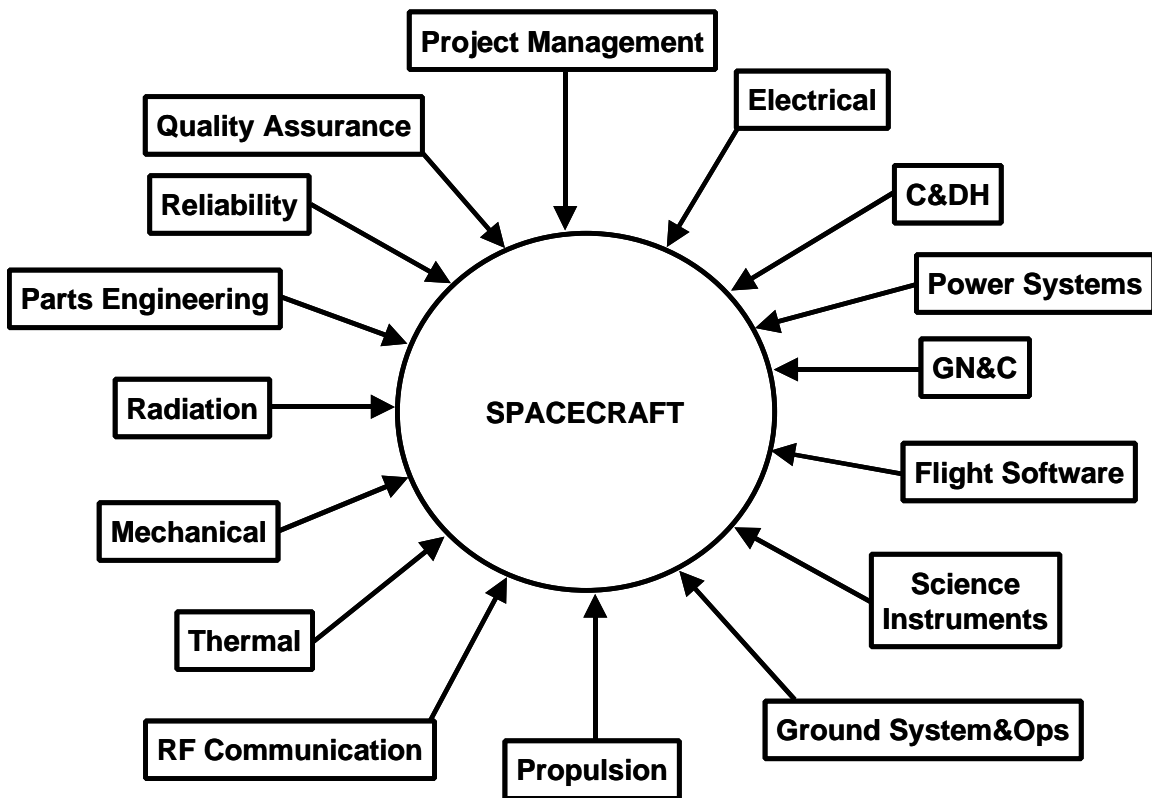 Project Management
Electrical
Quality Assurance
C&DH
Reliability
Power Systems
Parts Engineering
GN&C
Radiation
SPACECRAFT
Flight Software
Mechanical
Science
Instruments
Thermal
Ground System&Ops
RF Communication
Propulsion